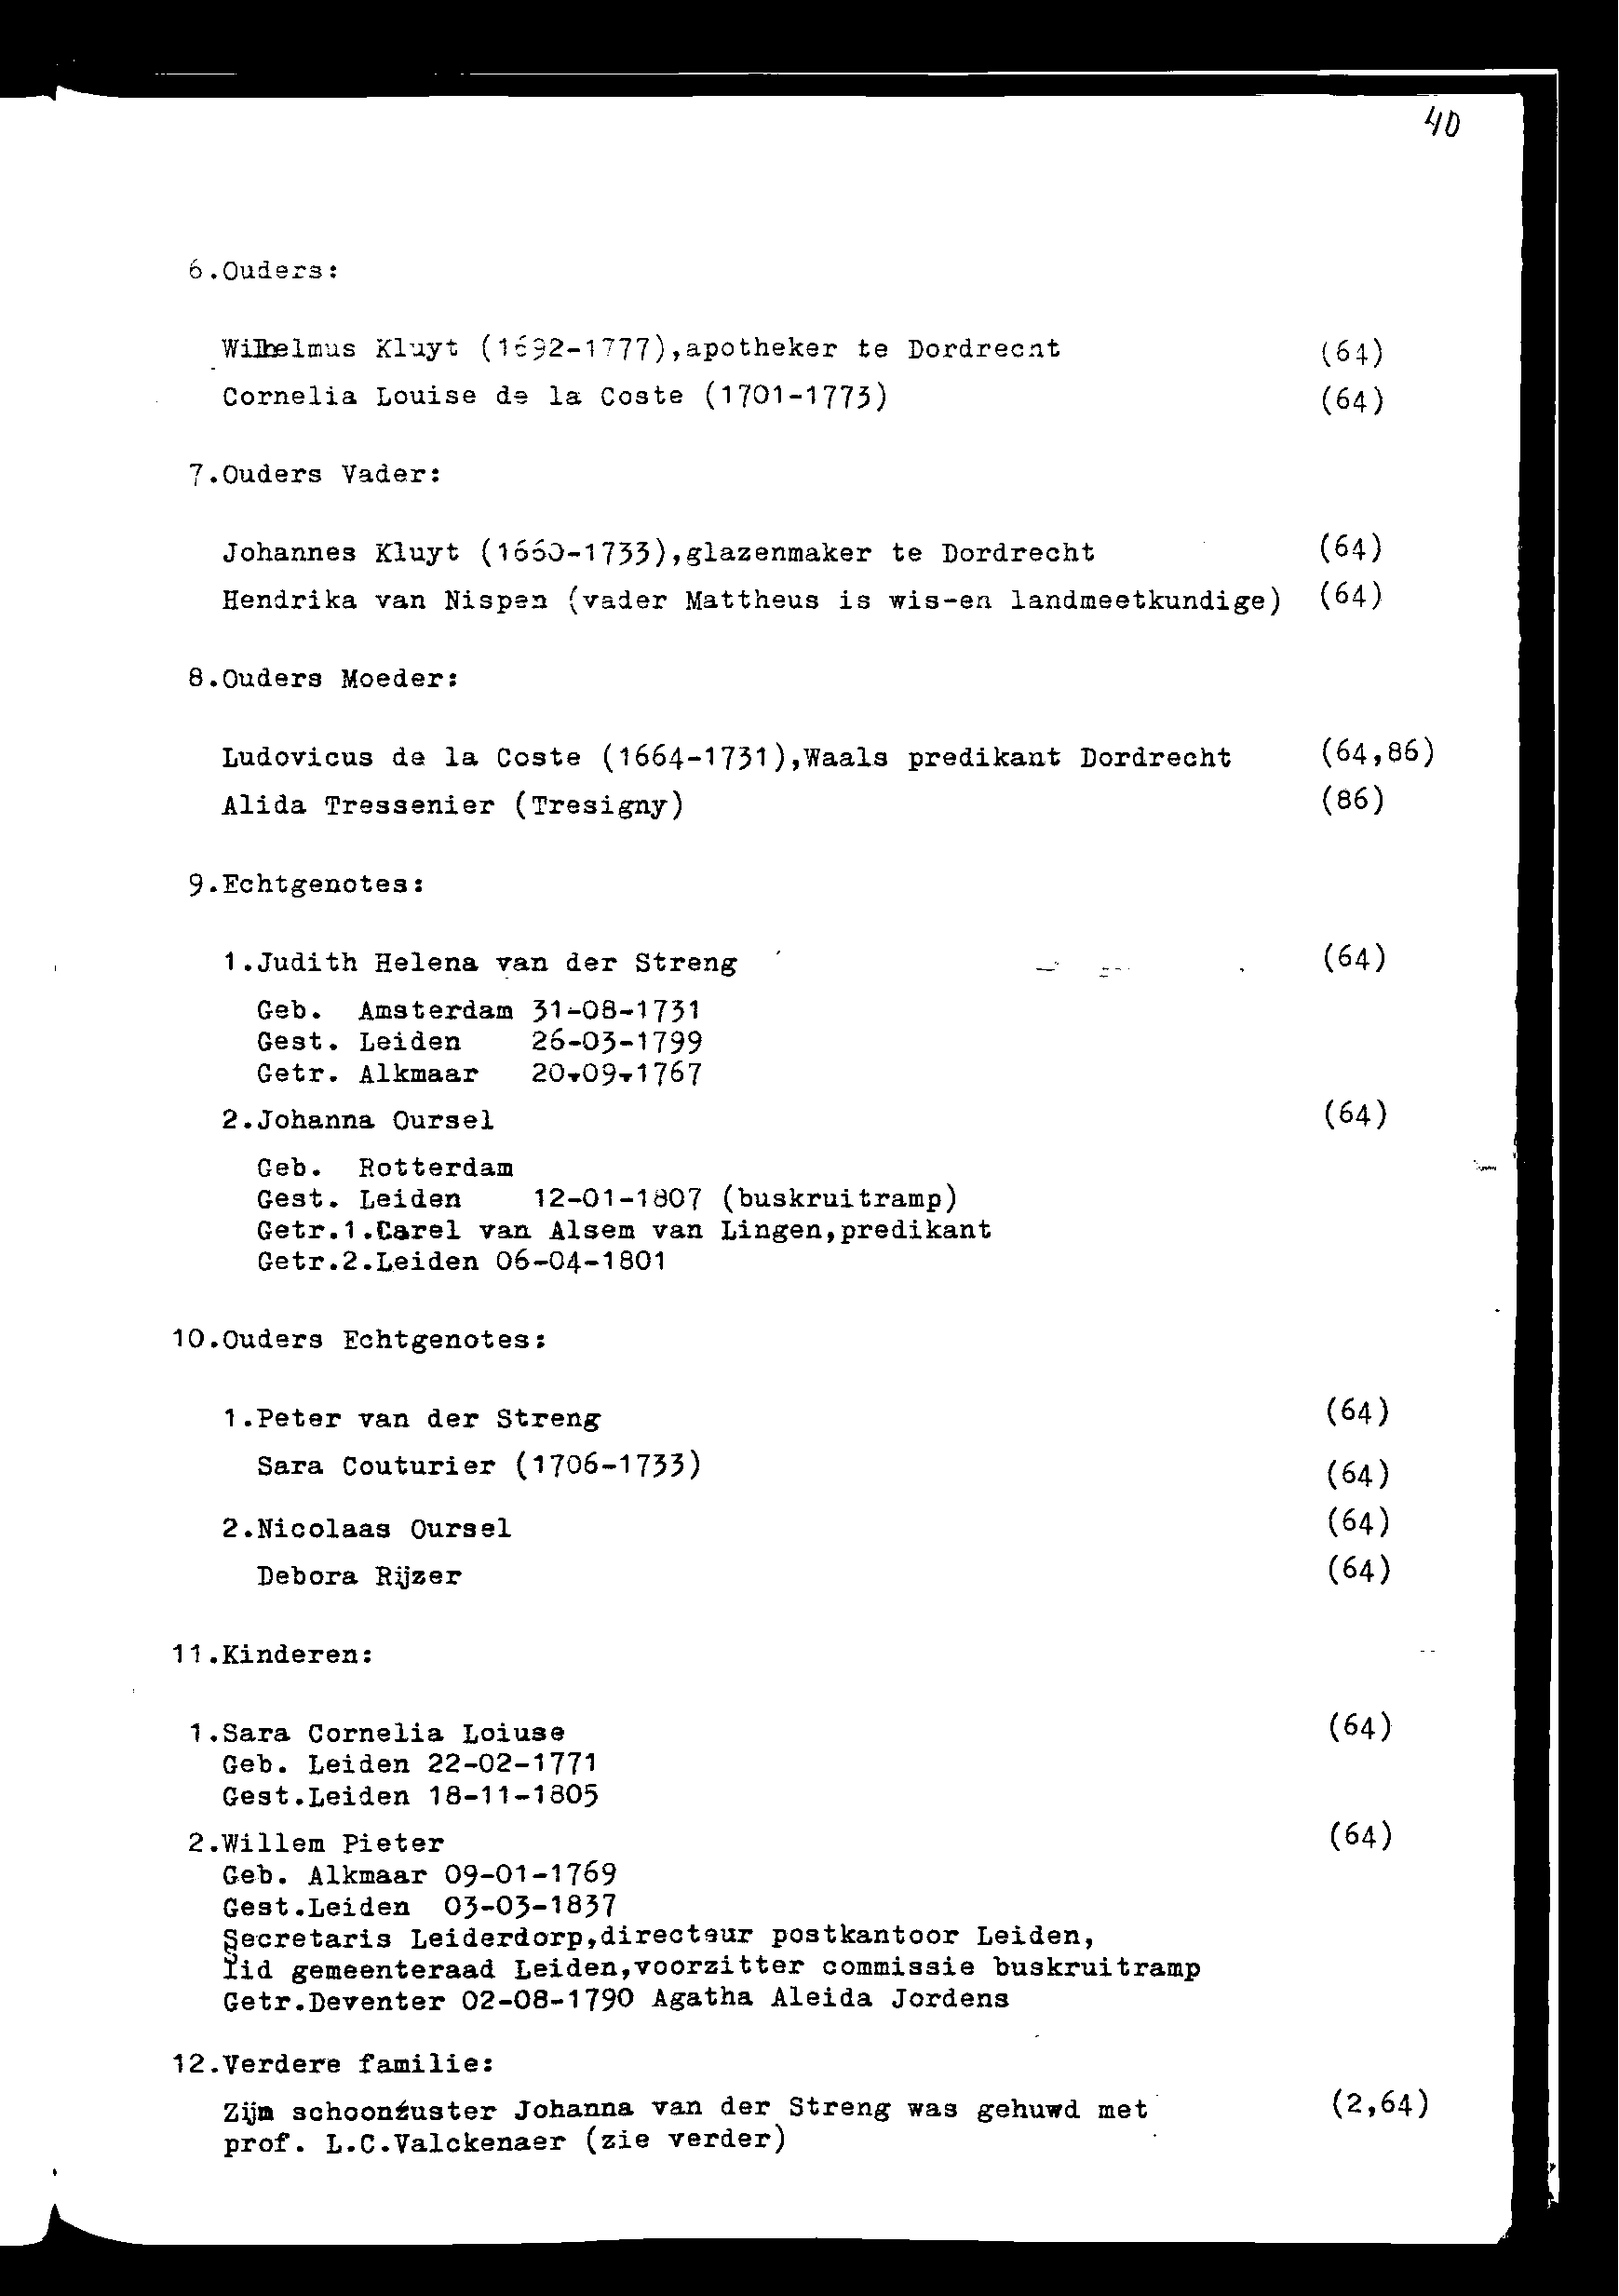 40
6.Ouders:
Wilhelmus Kluyt (1692-1777),apotheker te Dordrecht (64)
Cornelia Louise de la Coste (1701-1773) (64)
7.Ouders Vader:
Johannes Kluyt (1660-1733),glazenmaker te Dordrecht (64)
Hendrika van Nispen (vader Mattheus is wis-en landmeetkundige) (64)
8.Ouders Moeder:
Ludovicus de la Coste (1664-1731),Waals predikant Dordrecht (64,86)
Alida Tressenier (Tresigny) (86)
9.Echtgenotes:
1.Judith Helena van der Streng (64)
Geb. Amsterdam 31-08-1731
Gest. Leiden 26-03-1799
Getr. Alkmaar 20-09-1767
2.Johanna Oursel (64)
Geb. Rotterdam
Gest. Leiden 12-01-1807 (buskruitramp)
Getr.1.Carel van Alsem van Lingen,predikant
Getr.2.Leiden 06-04-1801
10.Ouders Echtgenotes:
1.Peter van der Streng (64)
Sara Couturier (1706-1733) (64)
2.Nicolaas Oursel (64)
Debora Rijzer (64)
11.Kinderen:
1.Sara Cornelia Loiuse (64)
Geb. Leiden 22-02-1771
Gest.Leiden 18-11-1805
2.Willem Pieter (64)
Geb. Alkmaar 09-01-1769
Gest.Leiden 03-03-1837
Secretaris Leiderdorp,directeur postkantoor Leiden,
lid gemeenteraad Leiden,voorzitter commissie buskruitramp
Getr.Deventer 02-08-1790 Agatha Aleida Jordens
12.Verdere familie:
Zijn schoonzuster Johanna van der Streng was gehuwd met (2,64)
prof. L.C.Valckenaer (zie verder)